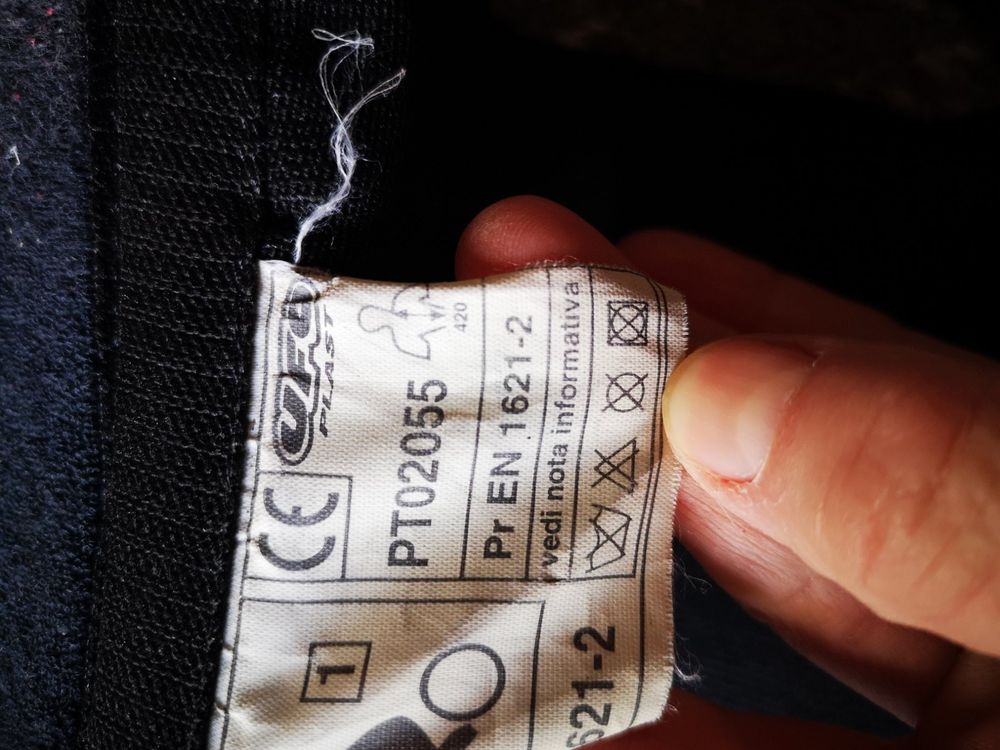 UFO
PLAST
CE
420
PT02055
Pr EN 1621-2
vedi nota informativa
1
621-2